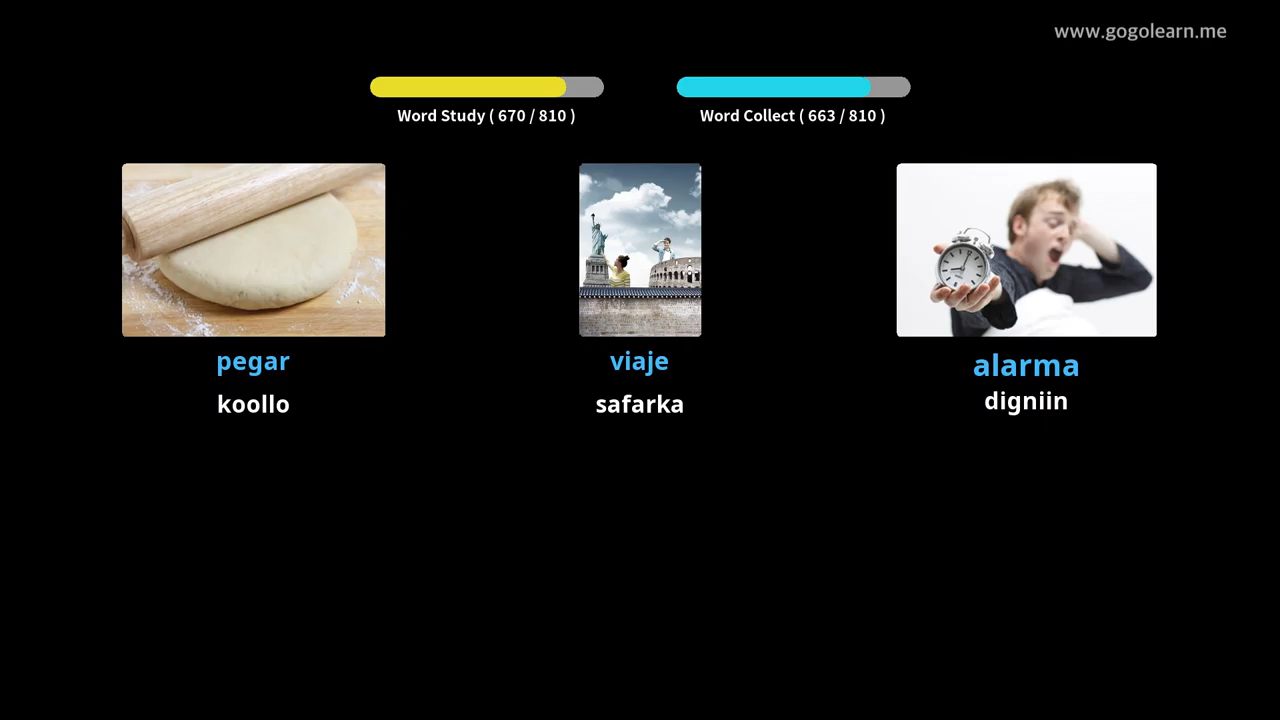 www.gogolearn.me
Word Study ( 670 / 810 )
Word Collect ( 663 / 810 )
pegar
koollo
viaje
safarka
alarma
digniin